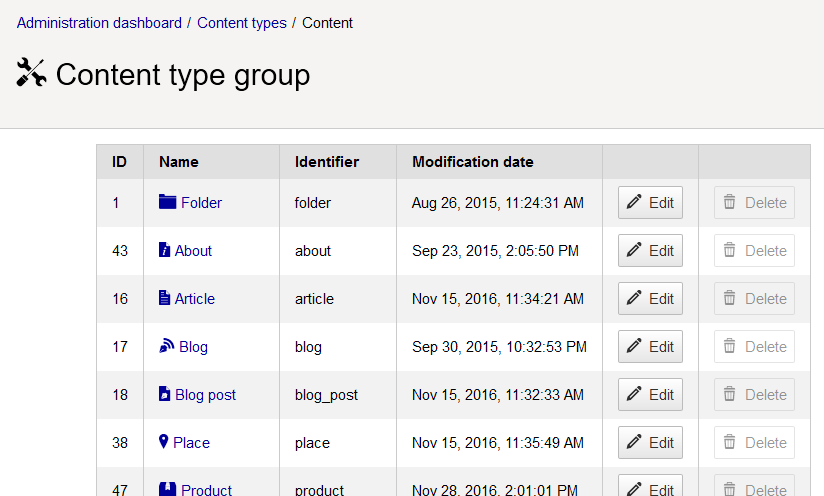 Administration dashboard / Content types / Content
Content type group
ID Name Identifier Modification date
1 Folder folder Aug 26, 2015, 11:24:31 AM Edit Delete
43 About about Sep 23, 2015, 2:05:50 PM Edit Delete
16 Article article Nov 15, 2016, 11:34:21 AM Edit Delete
17 Blog blog Sep 30, 2015, 10:32:53 PM Edit Delete
18 Blog post blog_post Nov 15, 2016, 11:32:33 AM Edit Delete
38 Place place Nov 15, 2016, 11:35:49 AM Edit Delete
47 Product product Nov 28, 2016, 2:01:01 PM Edit Delete